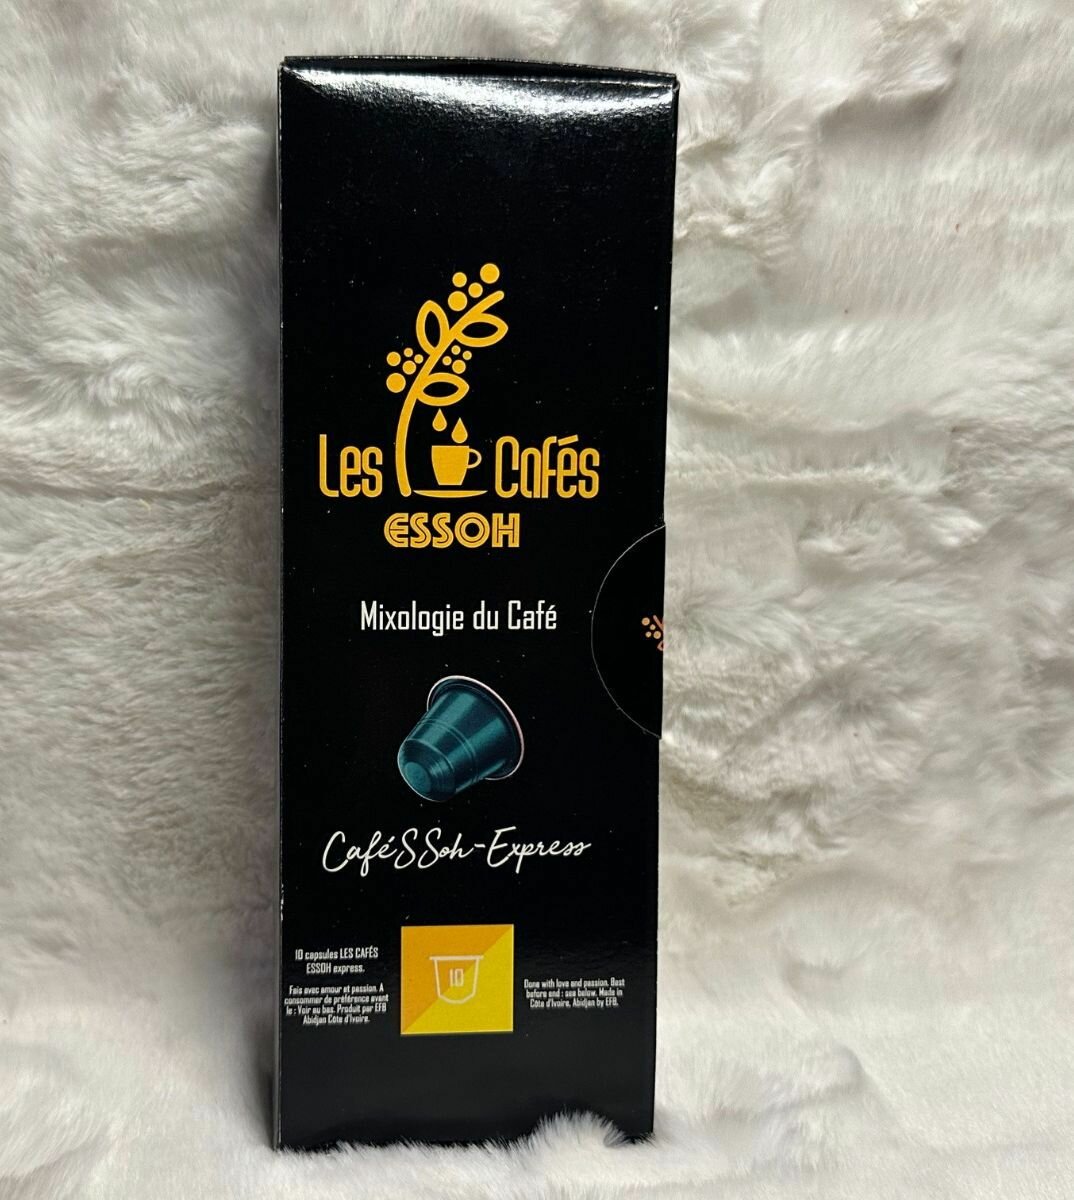 Les Cafés
ESSOH
Mixologie du Café
CaféSSoh-Express
10 capsules LES CAFÉS
ESSOH express.
Fais avec amour et passion. A
consommer de préférence avant
le : Voir au bas. Produit par EFB
Abidjan Côte d'Ivoire.
10
Done with love and passion. Best
before end : see below. Made in
Côte d'Ivoire, Abidjan by EFB.